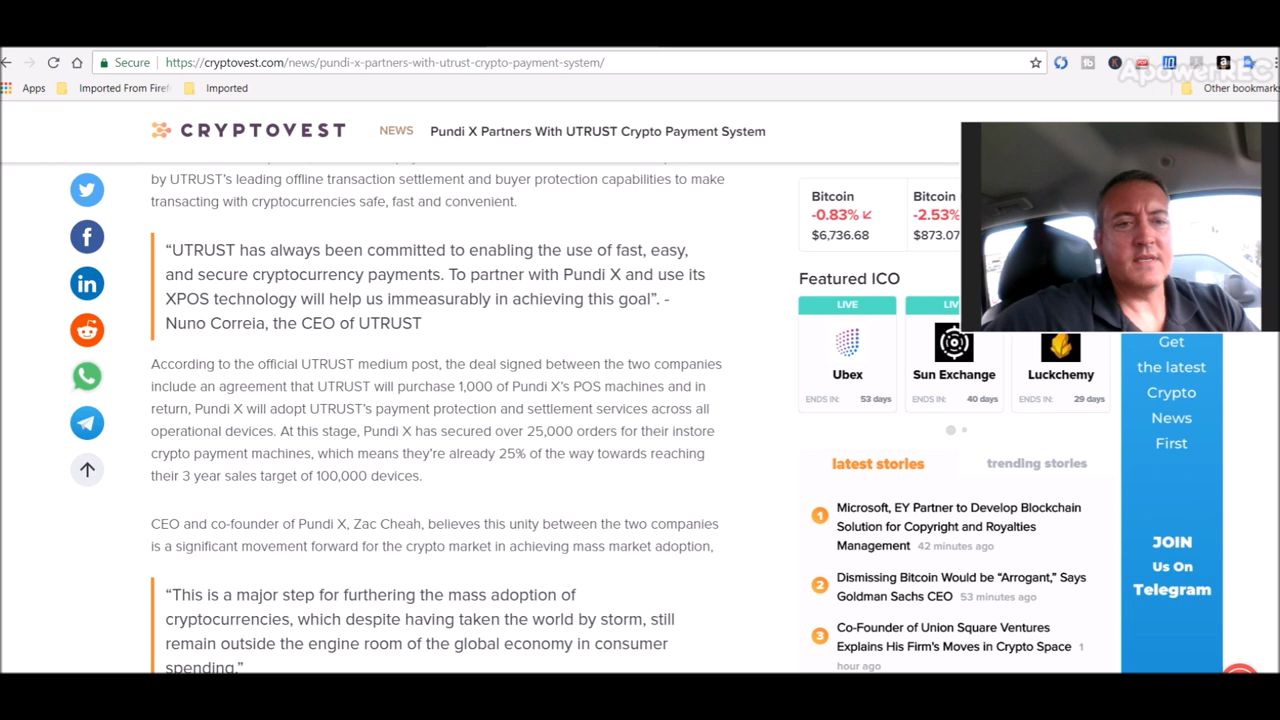 ApowerREC
Secure
https://cryptovest.com/news/pundi-x-partners-with-utrust-crypto-payment-system/
Apps
Imported From Firef
Imported
Other bookmarks
CRYPTOVEST
NEWS
Pundi X Partners With UTRUST Crypto Payment System
by UTRUST’s leading offline transaction settlement and buyer protection capabilities to make
transacting with cryptocurrencies safe, fast and convenient.
“UTRUST has always been committed to enabling the use of fast, easy,
and secure cryptocurrency payments. To partner with Pundi X and use its
XPOS technology will help us immeasurably in achieving this goal”. -
Nuno Correia, the CEO of UTRUST
According to the official UTRUST medium post, the deal signed between the two companies
include an agreement that UTRUST will purchase 1,000 of Pundi X’s POS machines and in
return, Pundi X will adopt UTRUST’s payment protection and settlement services across all
operational devices. At this stage, Pundi X has secured over 25,000 orders for their instore
crypto payment machines, which means they’re already 25% of the way towards reaching
their 3 year sales target of 100,000 devices.
CEO and co-founder of Pundi X, Zac Cheah, believes this unity between the two companies
is a significant movement forward for the crypto market in achieving mass market adoption,
“This is a major step for furthering the mass adoption of
cryptocurrencies, which despite having taken the world by storm, still
remain outside the engine room of the global economy in consumer
spending.”
Bitcoin
-0.83%
$6,736.68
Bitcoin
-2.53%
$873.07
Featured ICO
LIVE
Ubex
ENDS IN: 53 days
LIV
Sun Exchange
ENDS IN: 40 days
Luckchemy
ENDS IN: 29 days
latest stories
trending stories
1
Microsoft, EY Partner to Develop Blockchain
Solution for Copyright and Royalties
Management 42 minutes ago
2
Dismissing Bitcoin Would be “Arrogant,” Says
Goldman Sachs CEO 53 minutes ago
3
Co-Founder of Union Square Ventures
Explains His Firm’s Moves in Crypto Space 1
hour ago
Get
the latest
Crypto
News
First
JOIN
Us On
Telegram